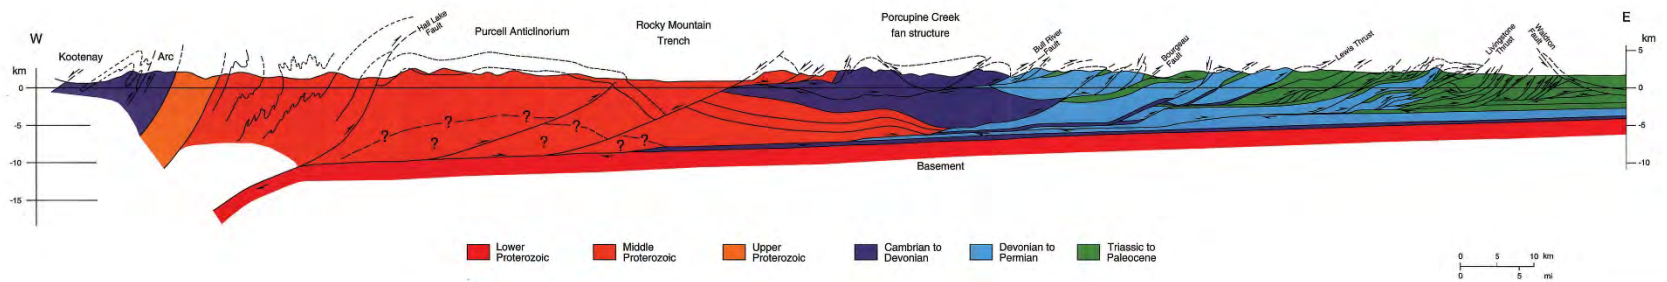 W
E
Kootenay
Arc
Hall Lake
Fault
Purcell Anticlinorium
Rocky Mountain
Trench
Porcupine Creek
fan structure
Bull River
Fault
Bourgeau
Fault
Lewis Thrust
Livingstone
Thrust
Waldron
Fault
km
0
-5
-10
-15
km
5
0
-5
-10
? ? ? ? ? ? ? ?
Basement
Lower
Proterozoic
Middle
Proterozoic
Upper
Proterozoic
Cambrian to
Devonian
Devonian to
Permian
Triassic to
Paleocene
0 5 10 km
0 5 mi